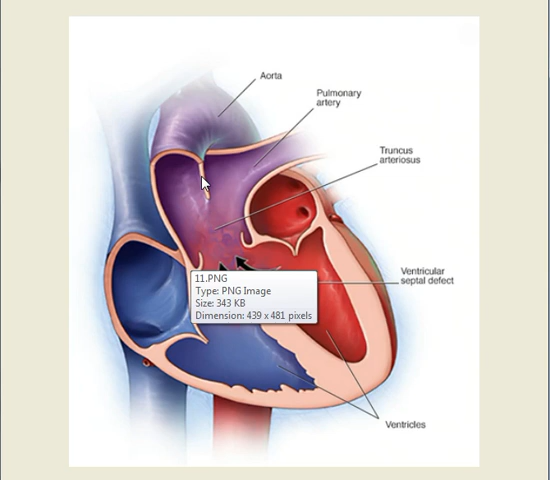 Aorta
Pulmonary
artery
Truncus
arteriosus
Ventricular
septal defect
11.PNG
Type: PNG Image
Size: 343 KB
Dimension: 439 x 481 pixels
Ventricles